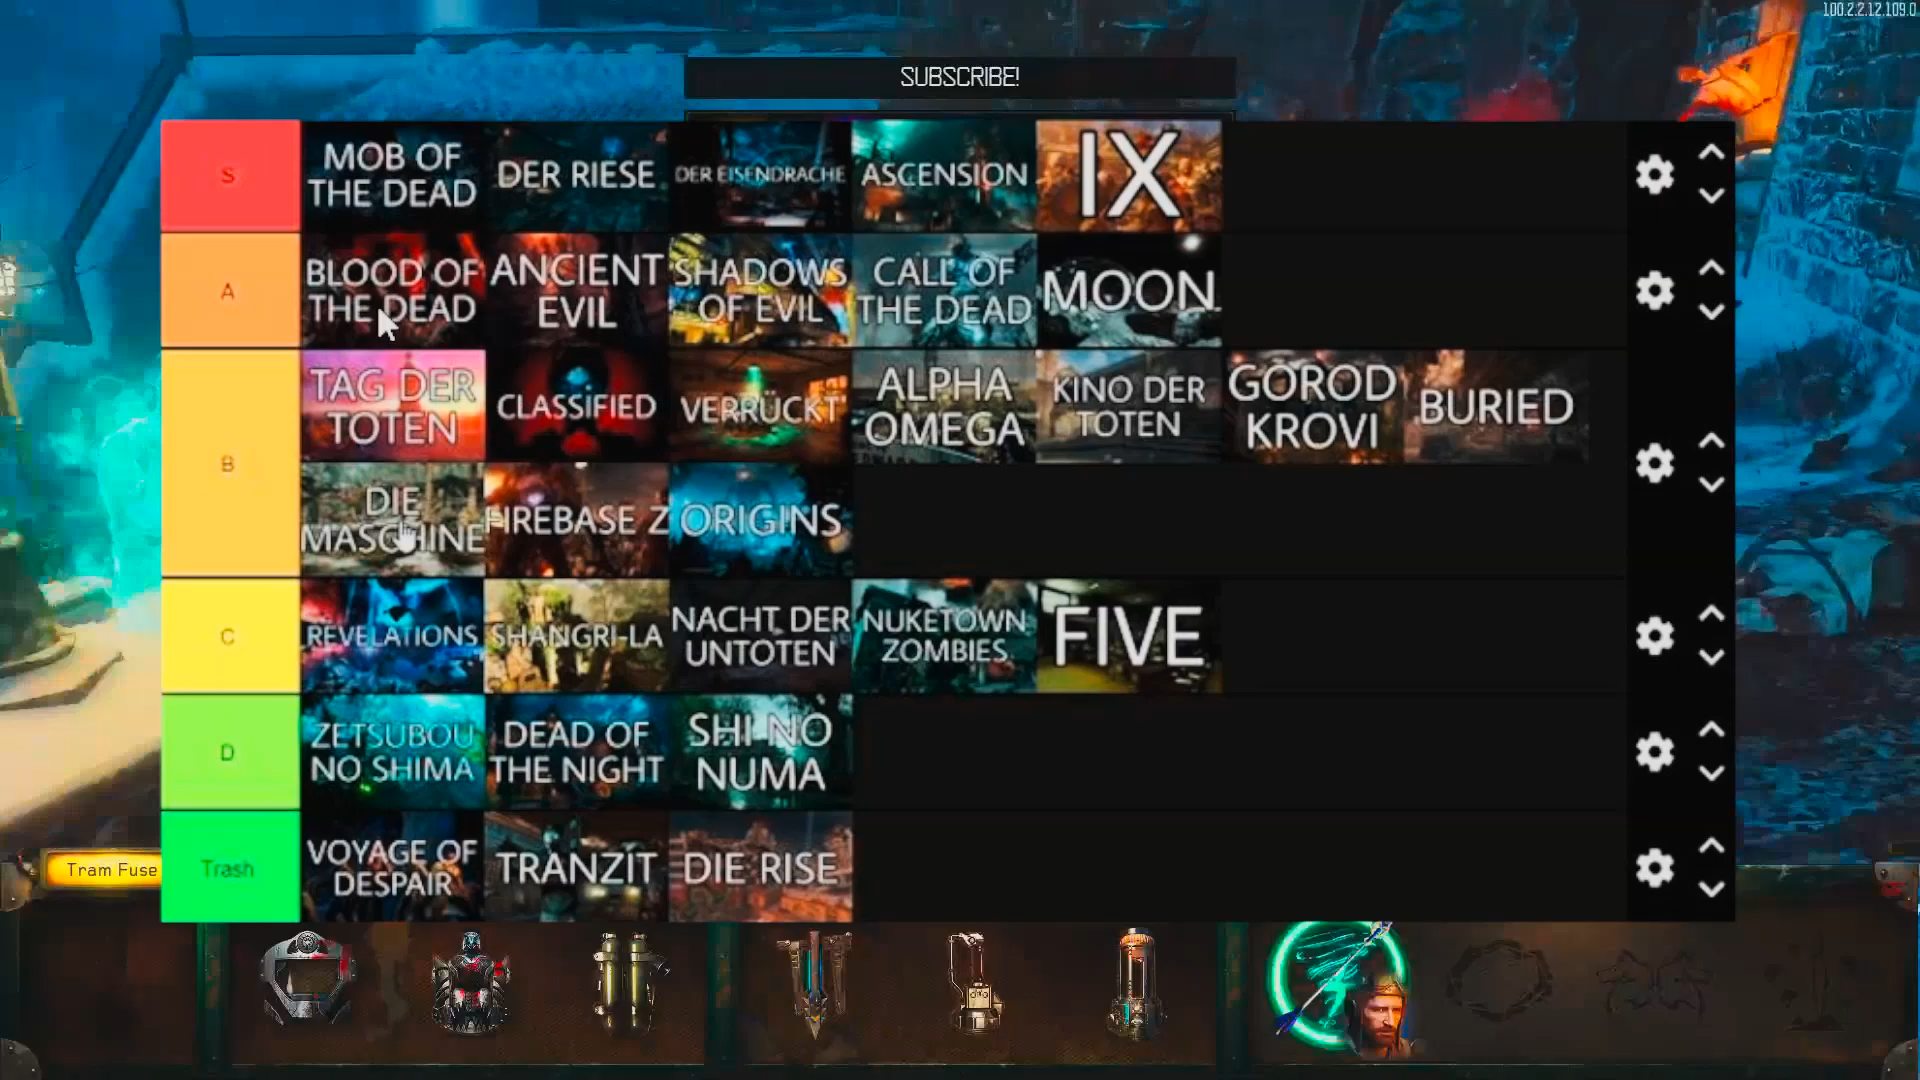 100.2.2.12.109.0
SUBSCRIBE!
S
MOB OF
THE DEAD
DER RIESE
DER EISENDRACHE
ASCENSION
IX
A
BLOOD OF
THE DEAD
ANCIENT
EVIL
SHADOWS
OF EVIL
CALL OF
THE DEAD
MOON
B
TAG DER
TOTEN
CLASSIFIED
VERRÜCKT
ALPHA
OMEGA
KINO DER
TOTEN
GOROD
KROVI
BURIED
DIE
MASCHINE
FIREBASE Z
ORIGINS
C
REVELATIONS
SHANGRI-LA
NACHT DER
UNTOTEN
NUKETOWN
ZOMBIES
FIVE
D
ZETSUBOU
NO SHIMA
DEAD OF
THE NIGHT
SHI NO
NUMA
Trash
VOYAGE OF
DESPAIR
TRANZIT
DIE RISE
Tram Fuse